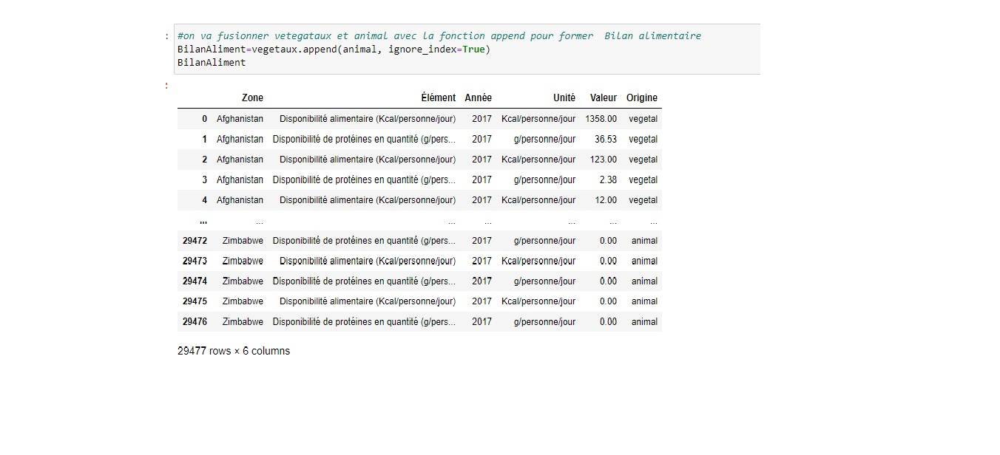 : #on va fusionner vetegataux et animal avec la fonction append pour former  Bilan alimentaire
BilanAliment=vegetaux.append(animal, ignore_index=True)
BilanAliment
:
Zone Élément Année Unité Valeur Origine
0 Afghanistan Disponibilité alimentaire (Kcal/personne/jour) 2017 Kcal/personne/jour 1358.00 vegetal
1 Afghanistan Disponibilité de protéines en quantité (g/pers... 2017 g/personne/jour 36.53 vegetal
2 Afghanistan Disponibilité alimentaire (Kcal/personne/jour) 2017 Kcal/personne/jour 123.00 vegetal
3 Afghanistan Disponibilité de protéines en quantité (g/pers... 2017 g/personne/jour 2.38 vegetal
4 Afghanistan Disponibilité alimentaire (Kcal/personne/jour) 2017 Kcal/personne/jour 12.00 vegetal
... ... ... ... ... ... ...
29472 Zimbabwe Disponibilité de protéines en quantité (g/pers... 2017 g/personne/jour 0.00 animal
29473 Zimbabwe Disponibilité alimentaire (Kcal/personne/jour) 2017 Kcal/personne/jour 0.00 animal
29474 Zimbabwe Disponibilité de protéines en quantité (g/pers... 2017 g/personne/jour 0.00 animal
29475 Zimbabwe Disponibilité alimentaire (Kcal/personne/jour) 2017 Kcal/personne/jour 0.00 animal
29476 Zimbabwe Disponibilité de protéines en quantité (g/pers... 2017 g/personne/jour 0.00 animal
29477 rows × 6 columns